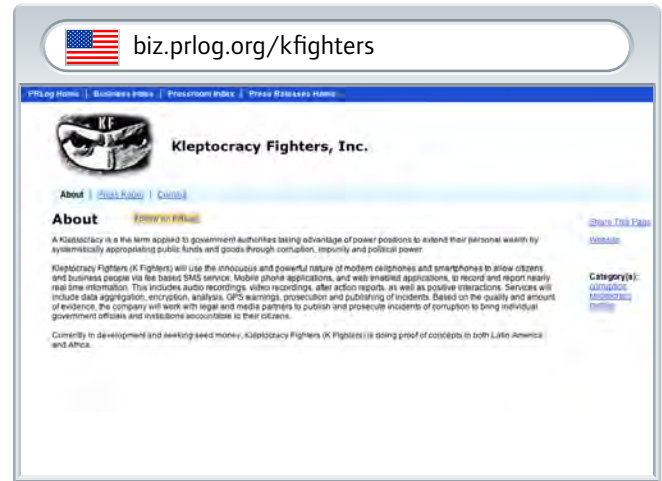 biz.prlog.org/kfighters
PRLog Home | Business Index | Pressroom Index | Press Releases Home
KF
Kleptocracy Fighters, Inc.
About | Press Room | Contact
About
Follow on PRLog
Share This Page
A Kleptocracy is a the term applied to government authorities taking advantage of power positions to extend their personal wealth by
Website
systematically appropriating public funds and goods through corruption, impunity and political power.
Kleptocracy Fighters (K Fighters) will use the innocuous and powerful nature of modern cellphones and smartphones to allow citizens
Category(s):
and business people via fee based SMS service, Mobile phone applications, and web enabled applications, to record and report nearly
corruption
real time information. This includes audio recordings, video recordings, after action reports, as well as positive interactions. Services will
kleptocracy
include data aggregation, encryption, analysis, GPS warnings, prosecution and publishing of incidents. Based on the quality and amount
of evidence, the company will work with legal and media partners to publish and prosecute incidents of corruption to bring individual
government officials and institutions accountable to their citizens.
Currently in development and seeking seed money, Kleptocracy Fighters (K Fighters) is doing proof of concepts in both Latin America
and Africa.